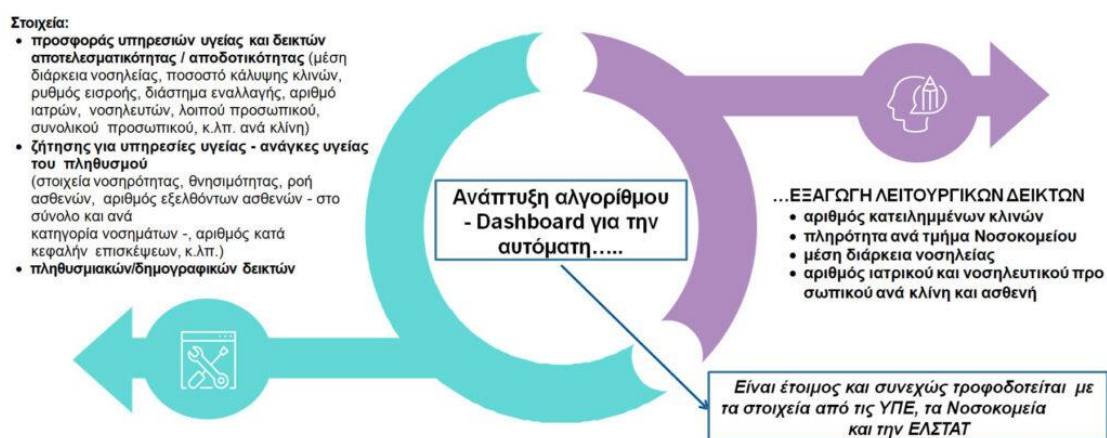 Στοιχεία:
• προσφοράς υπηρεσιών υγείας και δεικτών
αποτελεσματικότητας / αποδοτικότητας (μέση
διάρκεια νοσηλείας, ποσοστό κάλυψης κλινών,
ρυθμός εισροής, διάστημα εναλλαγής, αριθμό
ιατρών, νοσηλευτών, λοιπού προσωπικού,
συνολικού προσωπικού, κ.λπ. ανά κλίνη)
• ζήτησης για υπηρεσίες υγείας - ανάγκες υγείας
του πληθυσμού
(στοιχεία νοσηρότητας, θνησιμότητας, ροή
ασθενών, αριθμός εξελθόντων ασθενών - στο
σύνολο και ανά
κατηγορία νοσημάτων -, αριθμός κατά
κεφαλήν επισκέψεων, κ.λπ.)
• πληθυσμιακών/δημογραφικών δεικτών
Ανάπτυξη αλγορίθμου
- Dashboard για την
αυτόματη…..
…ΕΞΑΓΩΓΗ ΛΕΙΤΟΥΡΓΙΚΩΝ ΔΕΙΚΤΩΝ
• αριθμός κατειλημμένων κλινών
• πληρότητα ανά τμήμα Νοσοκομείου
• μέση διάρκεια νοσηλείας
• αριθμός ιατρικού και νοσηλευτικού προ
σωπικού ανά κλίνη και ασθενή
Είναι έτοιμος και συνεχώς τροφοδοτείται με
τα στοιχεία από τις ΥΠΕ, τα Νοσοκομεία
και την ΕΛΣΤΑΤ